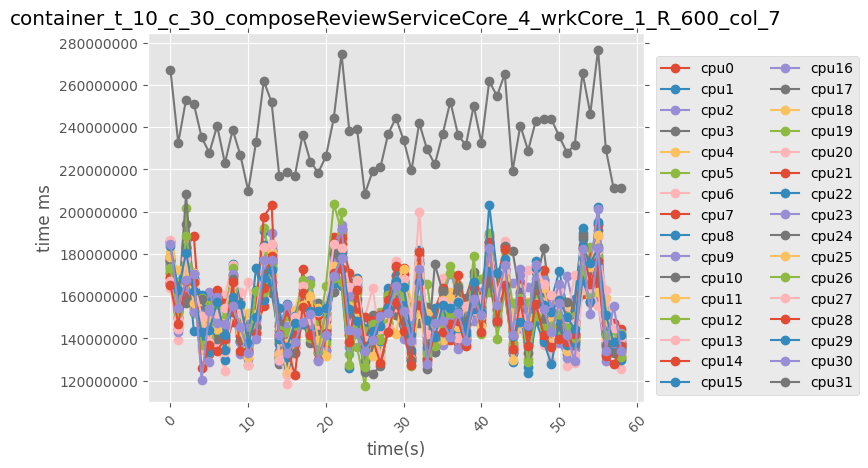 container_t_10_c_30_composeReviewServiceCore_4_wrkCore_1_R_600_col_7
280000000
260000000
240000000
220000000
200000000
180000000
160000000
140000000
120000000
time ms
0
10
20
30
40
50
60
time(s)
cpu0
cpu1
cpu2
cpu3
cpu4
cpu5
cpu6
cpu7
cpu8
cpu9
cpu10
cpu11
cpu12
cpu13
cpu14
cpu15
cpu16
cpu17
cpu18
cpu19
cpu20
cpu21
cpu22
cpu23
cpu24
cpu25
cpu26
cpu27
cpu28
cpu29
cpu30
cpu31